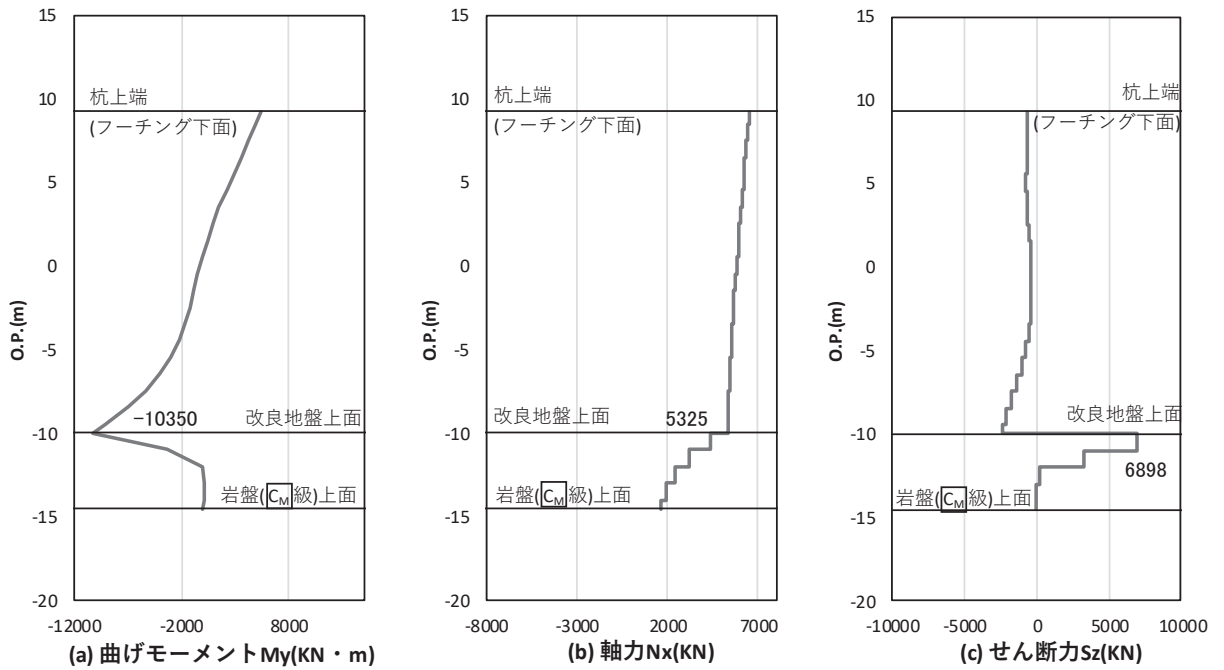 15
10
5
0
-5
-10
-15
-20
O.P.(m)
杭上端
(フーチング下面)
−10350
改良地盤上面
岩盤(CM級)上面
-12000 -2000 8000
(a) 曲げモーメントMy(KN・m)
15
10
5
0
-5
-10
-15
-20
O.P.(m)
杭上端
(フーチング下面)
改良地盤上面
5325
岩盤(CM級)上面
-8000 -3000 2000 7000
(b) 軸力Nx(KN)
15
10
5
0
-5
-10
-15
-20
O.P.(m)
杭上端
(フーチング下面)
改良地盤上面
6898
岩盤(CM級)上面
-10000 -5000 0 5000 10000
(c) せん断力Sz(KN)